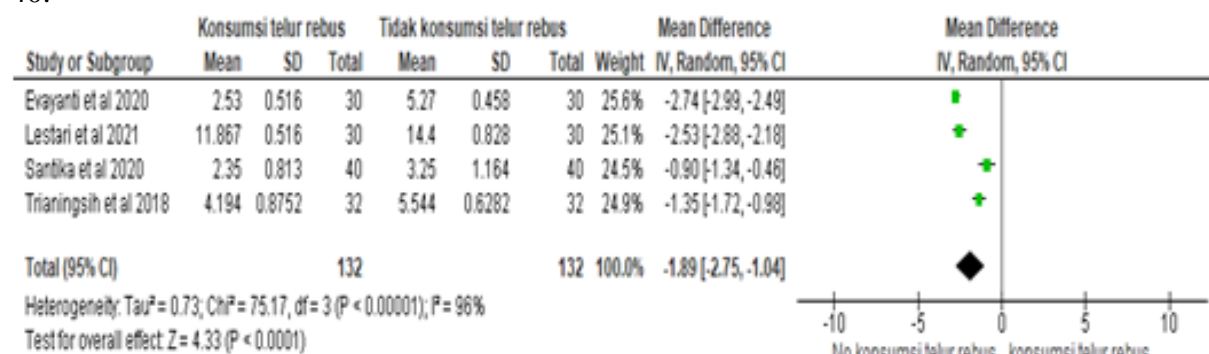 Konsumsi telur rebus Tidak konsumsi telur rebus Mean Difference Mean Difference
Study or Subgroup Mean SD Total Mean SD Total Weight IV, Random, 95% CI IV, Random, 95% CI
Evayanti et al 2020 2.53 0.516 30 5.27 0.458 30 25.6% -2.74 [-2.99, -2.49]
Lestari et al 2021 11.867 0.516 30 14.4 0.828 30 25.1% -2.53 [-2.88, -2.18]
Santika et al 2020 2.35 0.813 40 3.25 1.164 40 24.5% -0.90 [-1.34, -0.46]
Trianingsih et al 2018 4.194 0.8752 32 5.544 0.6282 32 24.9% -1.35 [-1.72, -0.98]
Total (95% CI) 132 132 100.0% -1.89 [-2.75, -1.04]
Heterogeneity: Tau² = 0.73; Chi² = 75.17, df = 3 (P < 0.00001); I² = 96%
Test for overall effect: Z = 4.33 (P < 0.0001)
-10 -5 0 5 10
No konsumsi telur rebus konsumsi telur rebus